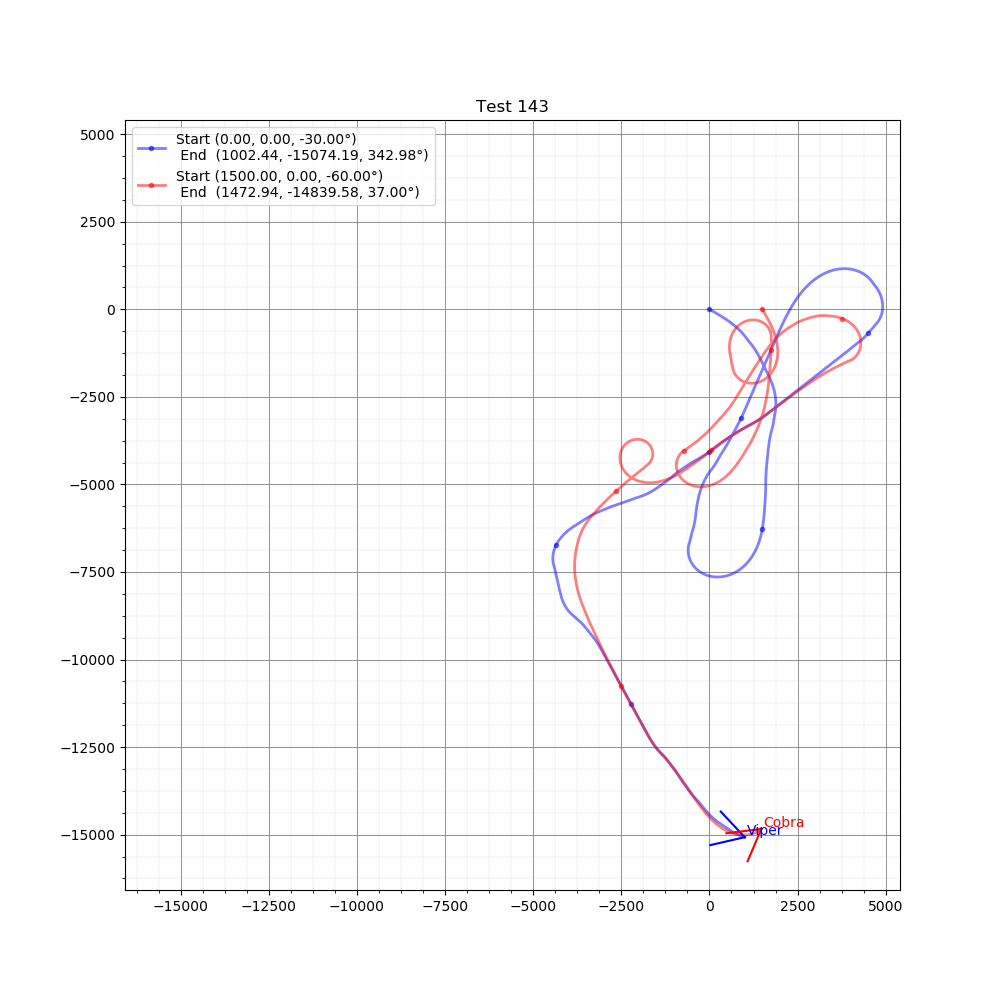 Test 143
Start (0.00, 0.00, -30.00°)
End (1002.44, -15074.19, 342.98°)
Start (1500.00, 0.00, -60.00°)
End (1472.94, -14839.58, 37.00°)
5000
2500
0
−2500
−5000
−7500
−10000
−12500
−15000
Cobra
Viper
−15000 −12500 −10000 −7500 −5000 −2500 0 2500 5000